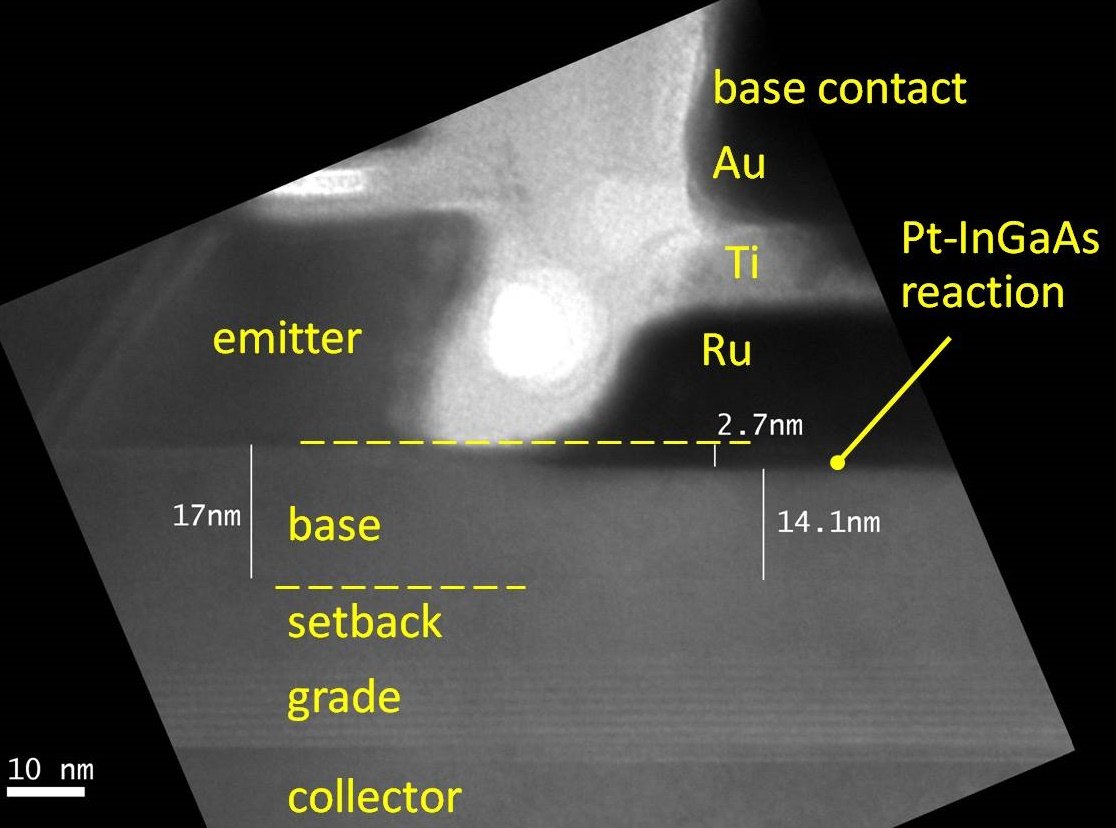 base contact
Au
Pt-InGaAs
reaction
Ti
emitter
Ru
2.7nm
17nm
base
14.1nm
setback
grade
10 nm
collector